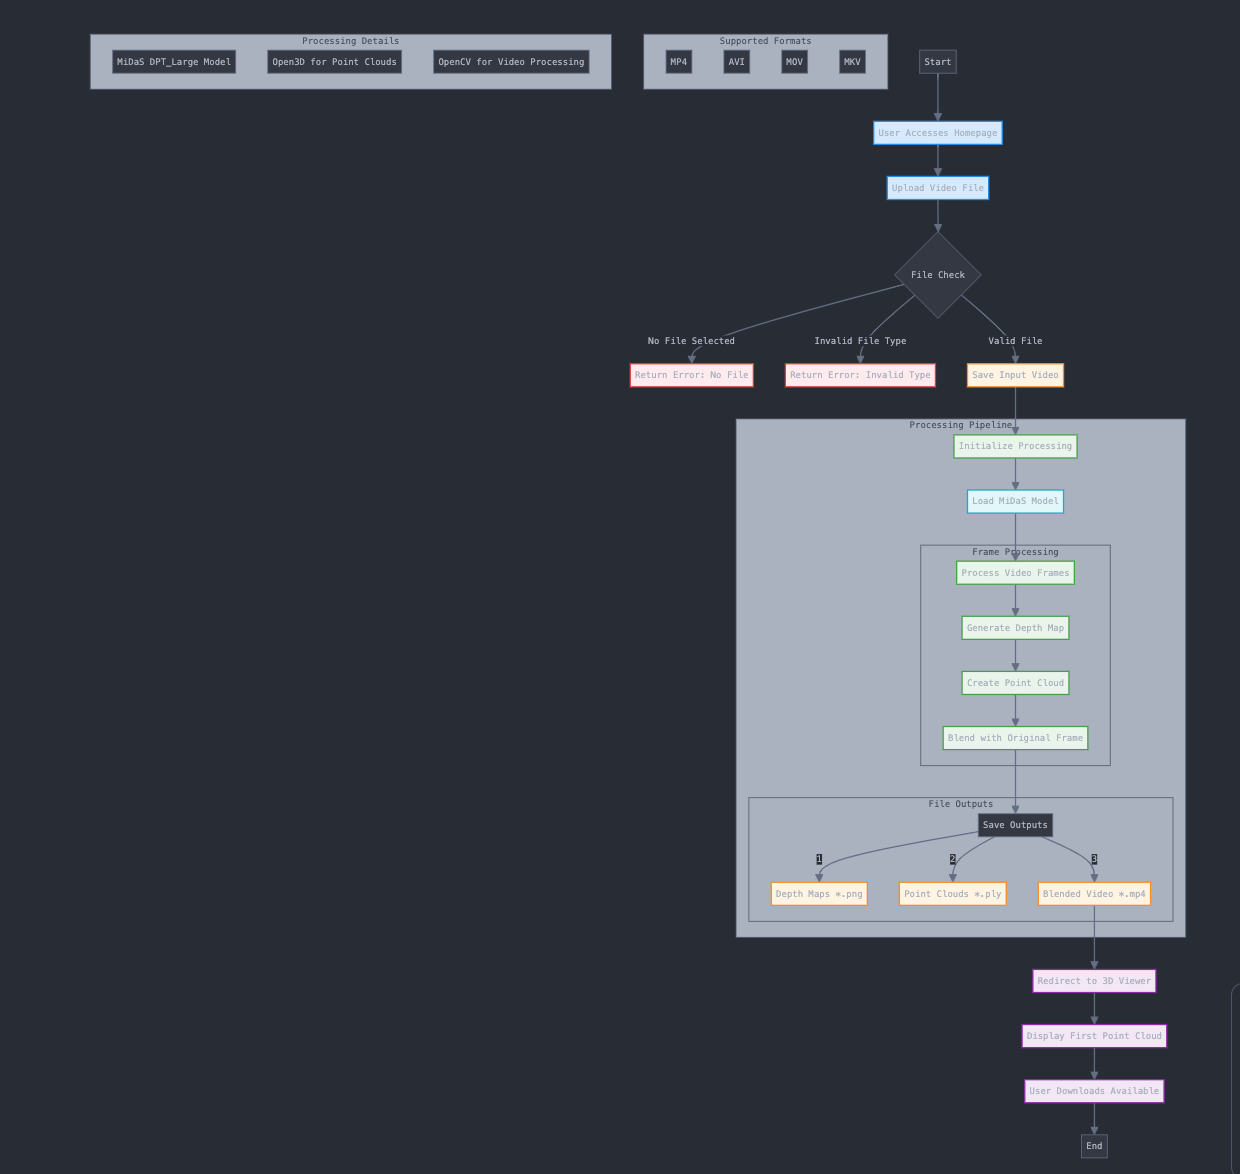 Processing Details
MiDaS DPT_Large Model
Open3D for Point Clouds
OpenCV for Video Processing
Supported Formats
MP4
AVI
MOV
MKV
Start
User Accesses Homepage
Upload Video File
File Check
No File Selected
Invalid File Type
Valid File
Return Error: No File
Return Error: Invalid Type
Save Input Video
Processing Pipeline
Initialize Processing
Load MiDaS Model
Frame Processing
Process Video Frames
Generate Depth Map
Create Point Cloud
Blend with Original Frame
File Outputs
Save Outputs
1
2
3
Depth Maps *.png
Point Clouds *.ply
Blended Video *.mp4
Redirect to 3D Viewer
Display First Point Cloud
User Downloads Available
End